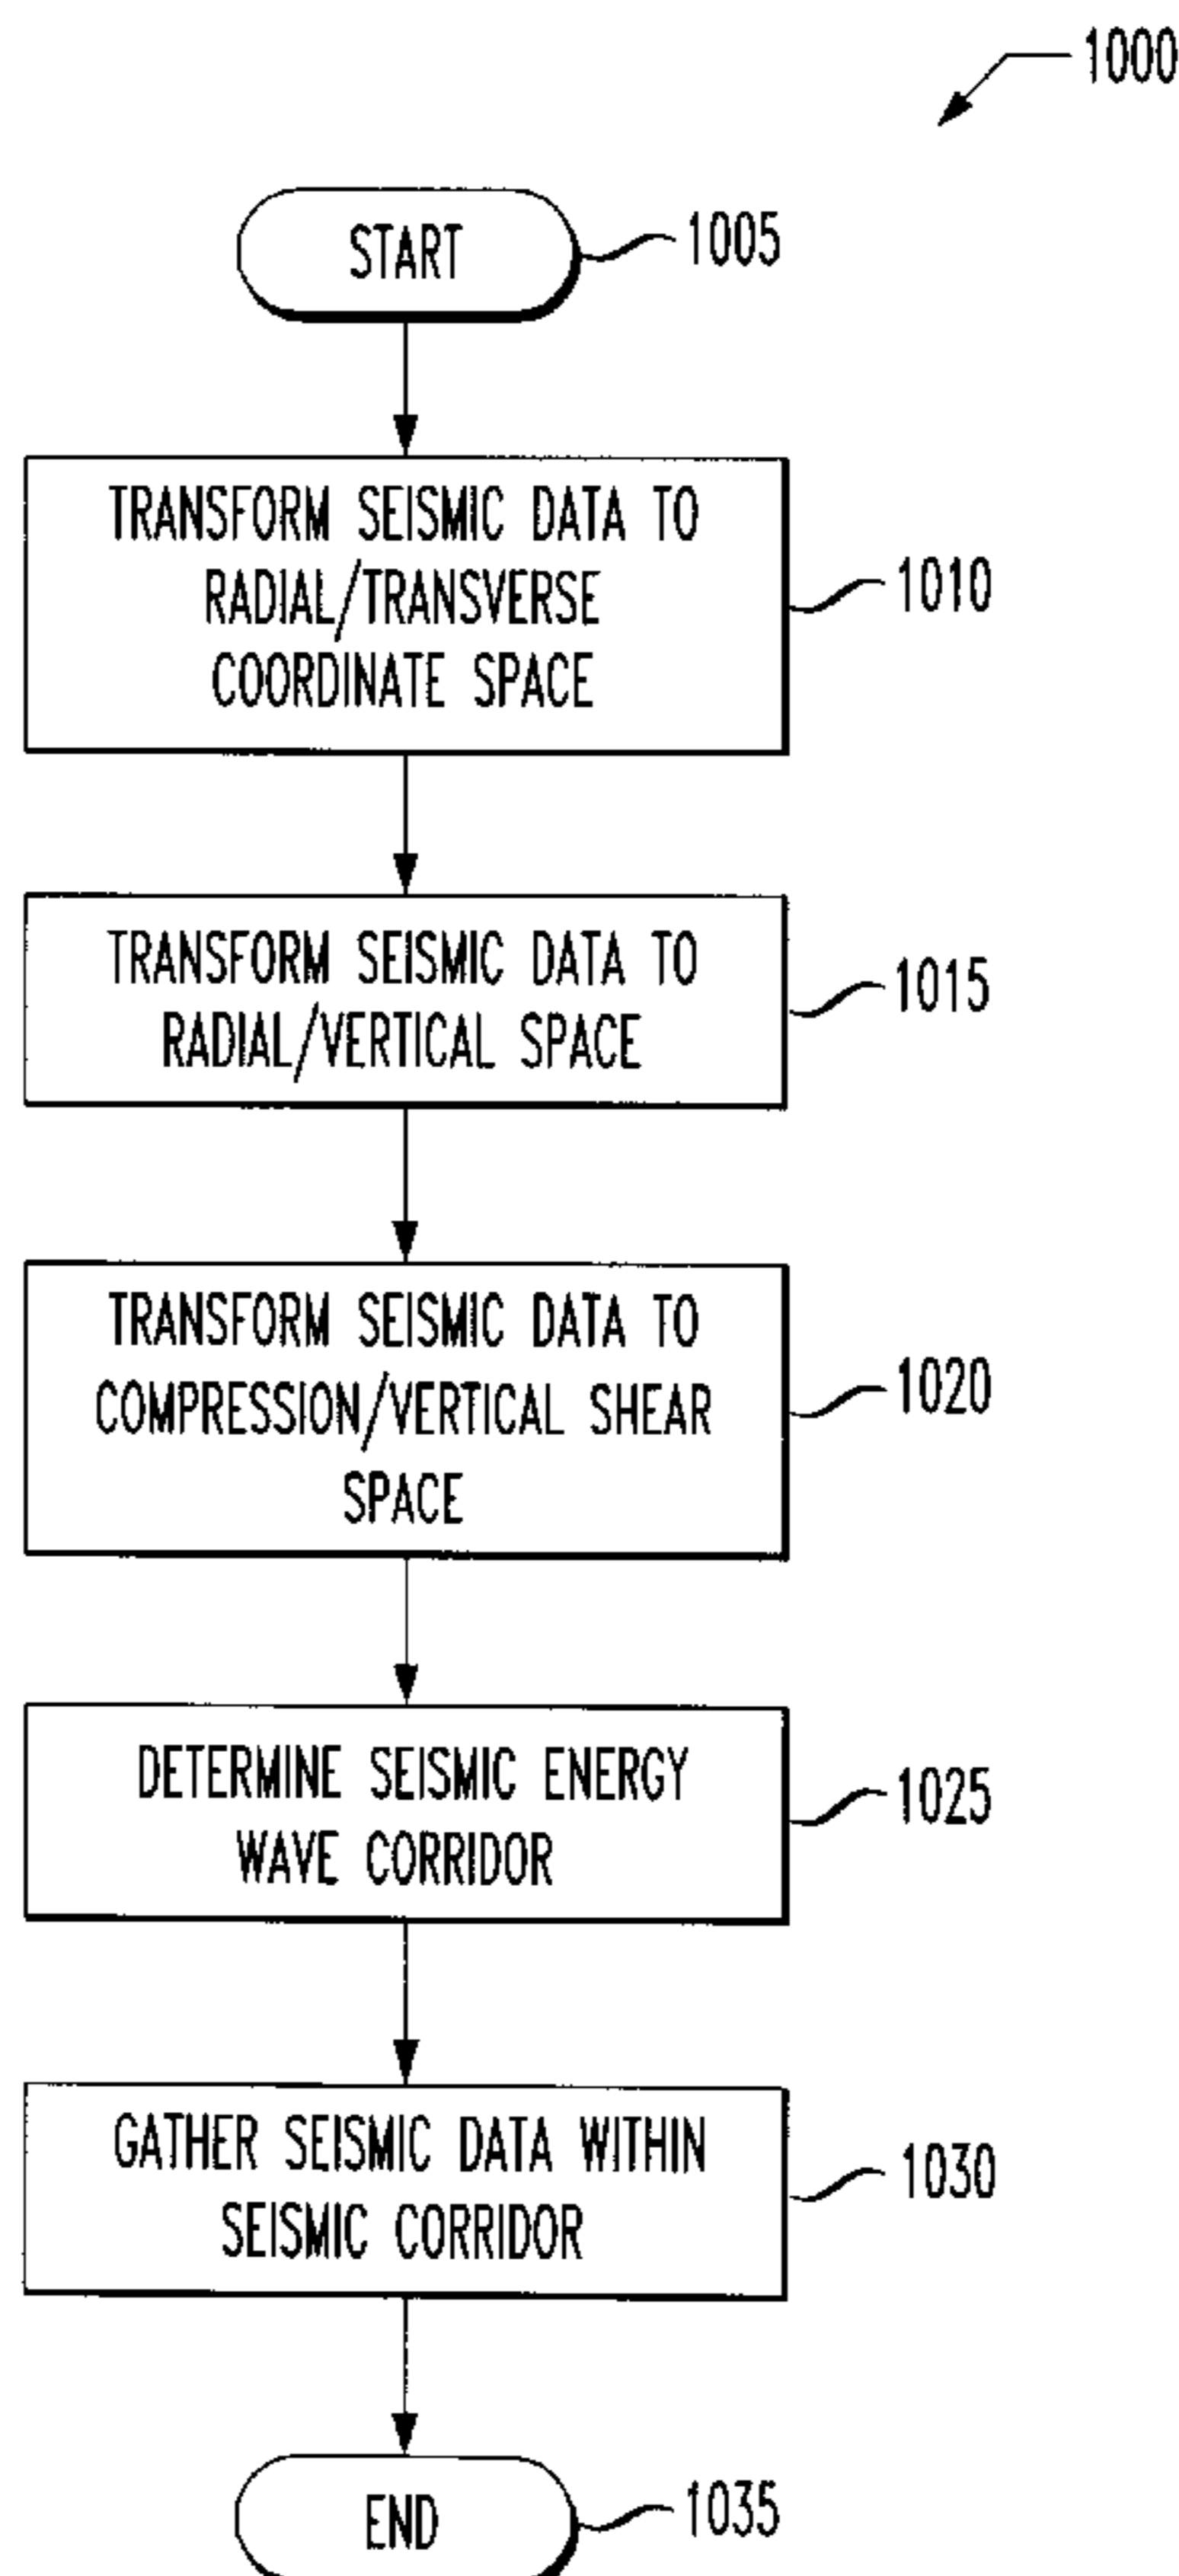 1000
START
1005
TRANSFORM SEISMIC DATA TO
RADIAL/TRANSVERSE
COORDINATE SPACE
1010
TRANSFORM SEISMIC DATA TO
RADIAL/VERTICAL SPACE
1015
TRANSFORM SEISMIC DATA TO
COMPRESSION/VERTICAL SHEAR
SPACE
1020
DETERMINE SEISMIC ENERGY
WAVE CORRIDOR
1025
GATHER SEISMIC DATA WITHIN
SEISMIC CORRIDOR
1030
END
1035